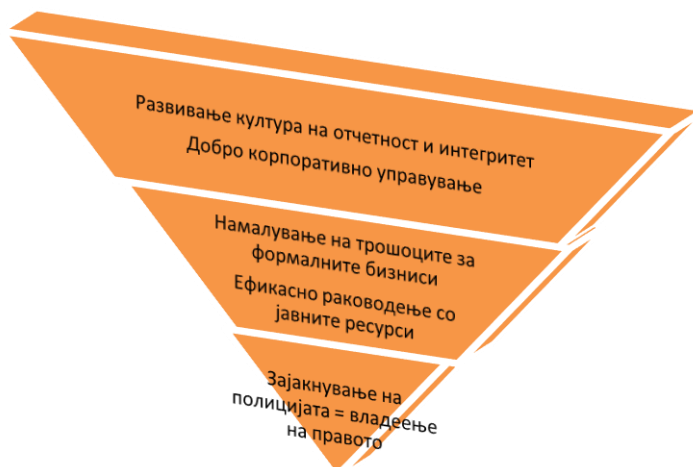 Развивање култура на отчетност и интегритет
Добро корпоративно управување
Намалување на трошоците за
формалните бизниси
Ефикасно раководење со
јавните ресурси
Зајакнување на
полицијата = владеење
на правото